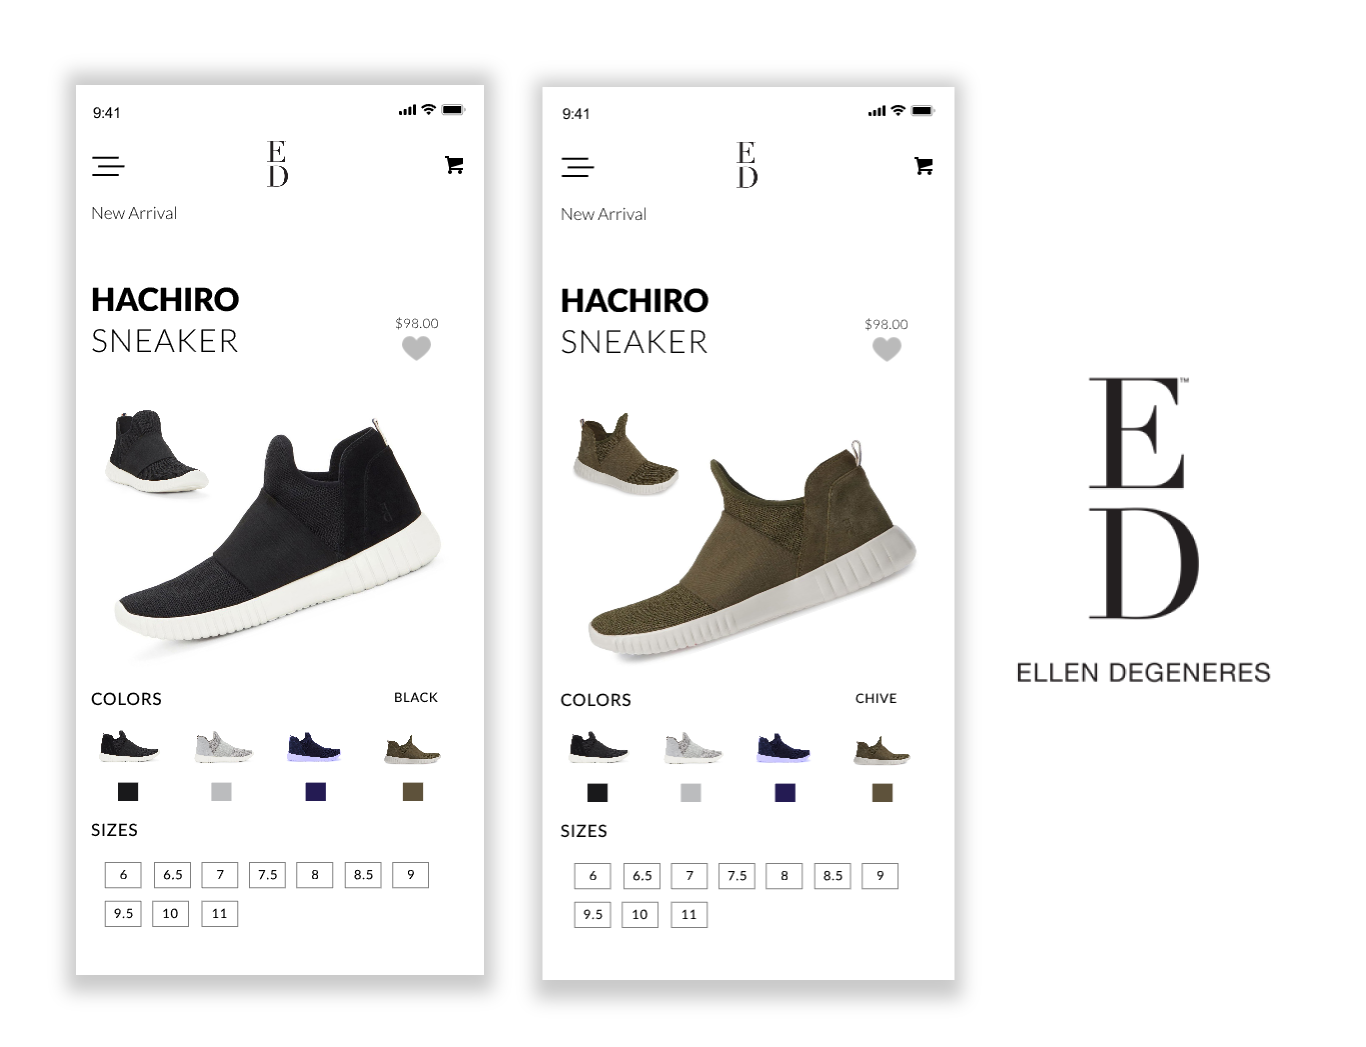 9:41
E
D
New Arrival
HACHIRO
SNEAKER
$98.00
COLORS BLACK
SIZES
6 6.5 7 7.5 8 8.5 9
9.5 10 11
9:41
E
D
New Arrival
HACHIRO
SNEAKER
$98.00
COLORS CHIVE
SIZES
6 6.5 7 7.5 8 8.5 9
9.5 10 11
E™
D
ELLEN DEGENERES